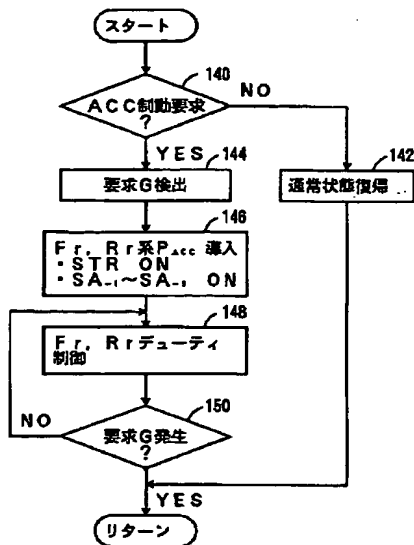 スタート
140
ACC制動要求
?
NO
YES
144
142
要求G検出
通常状態復帰
146
Fr, Rr系PACC 導入
・STR ON
・SA-1～SA-3 ON
148
Fr, Rrデューティ
制御
NO
150
要求G発生
?
YES
リターン